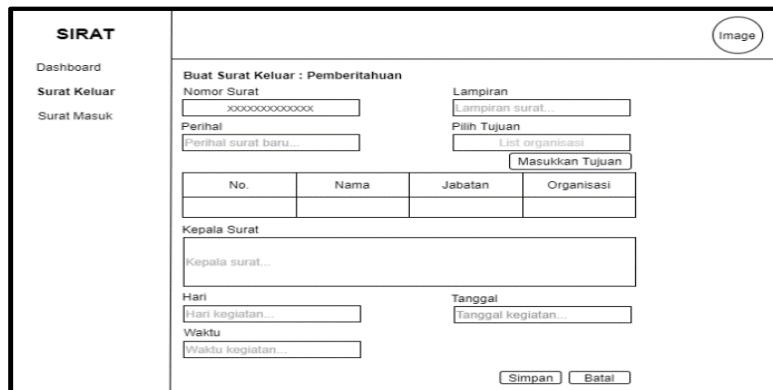 SIRAT
Image
Dashboard
Surat Keluar
Surat Masuk
Buat Surat Keluar : Pemberitahuan
Nomor Surat Lampiran
xxxxxxxxxxxxx Lampiran surat...
Perihal Pilih Tujuan
Perihal surat baru... List organisasi
Masukkan Tujuan
No. Nama Jabatan Organisasi
Kepala Surat
Kepala surat...
Hari Tanggal
Hari kegiatan... Tanggal kegiatan...
Waktu
Waktu kegiatan...
Simpan Batal